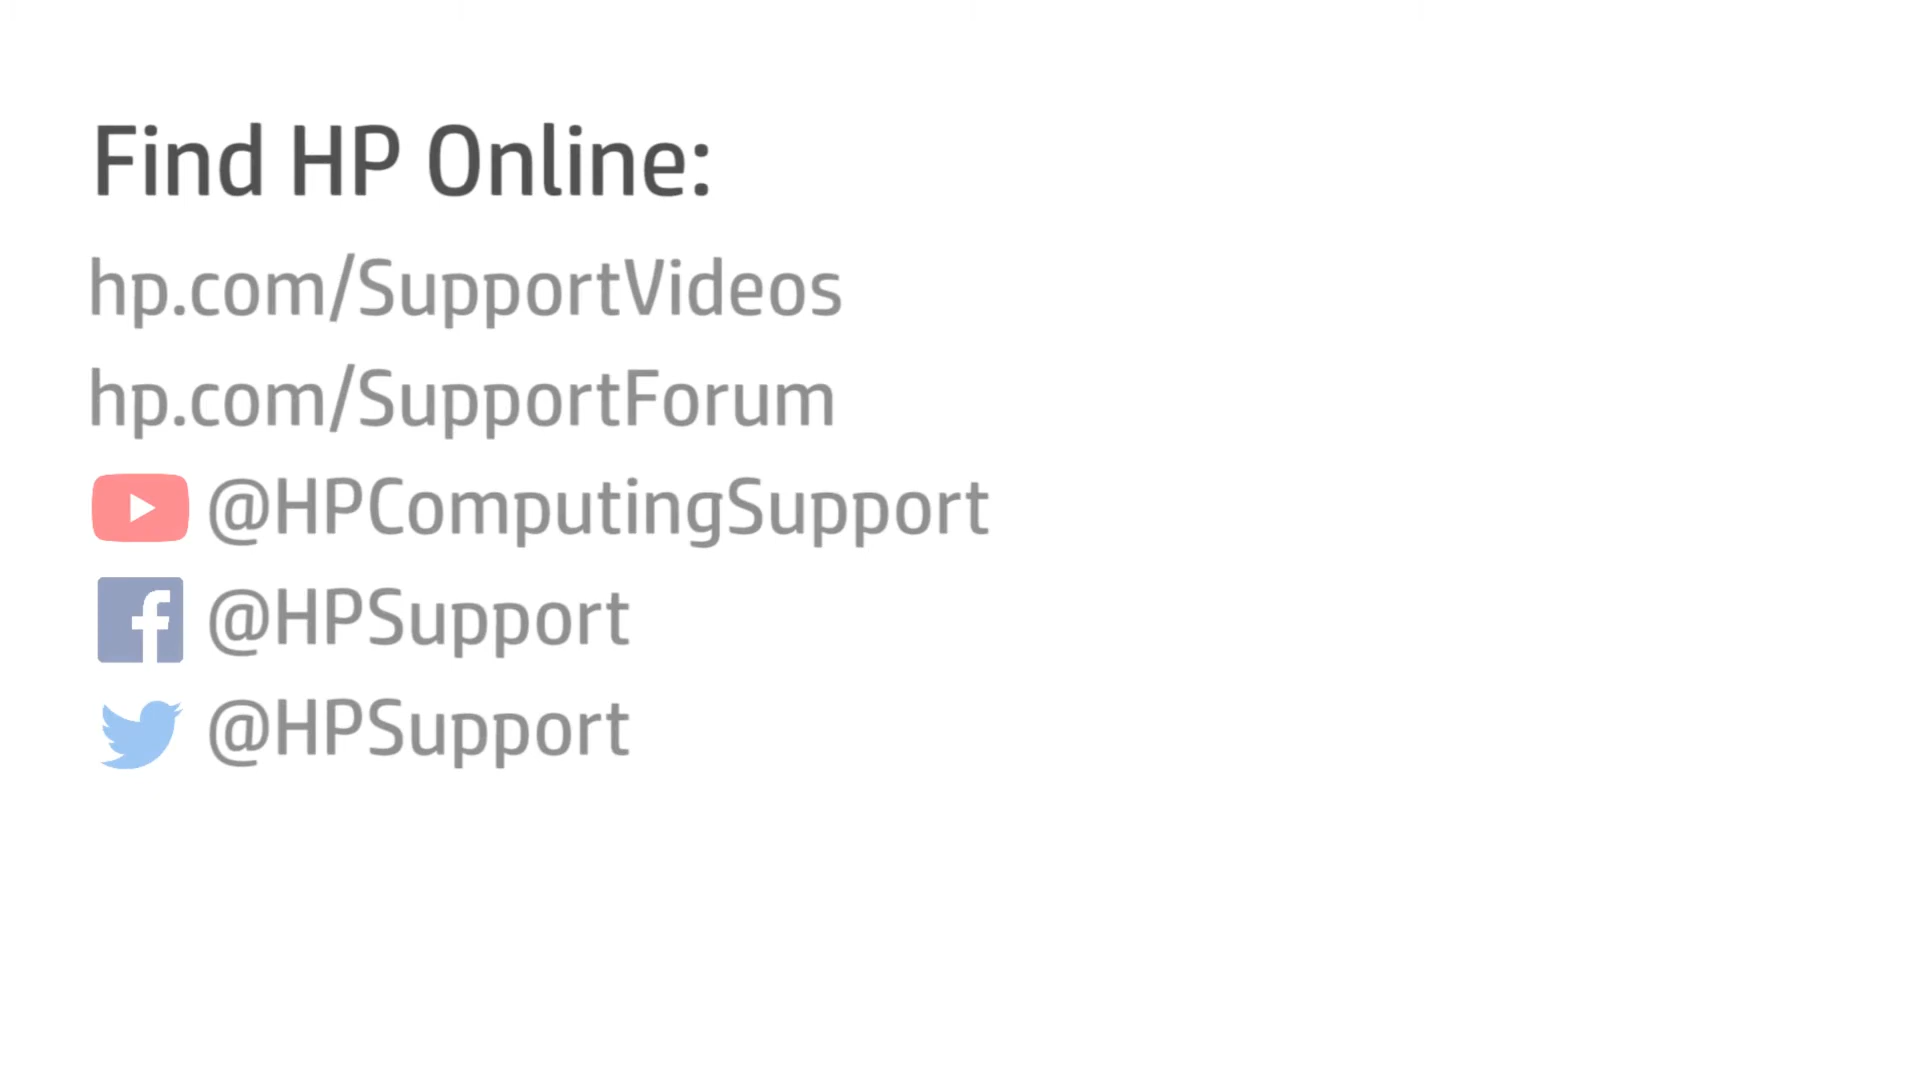 Find HP Online:
hp.com/SupportVideos
hp.com/SupportForum
@HPComputingSupport
@HPSupport
@HPSupport